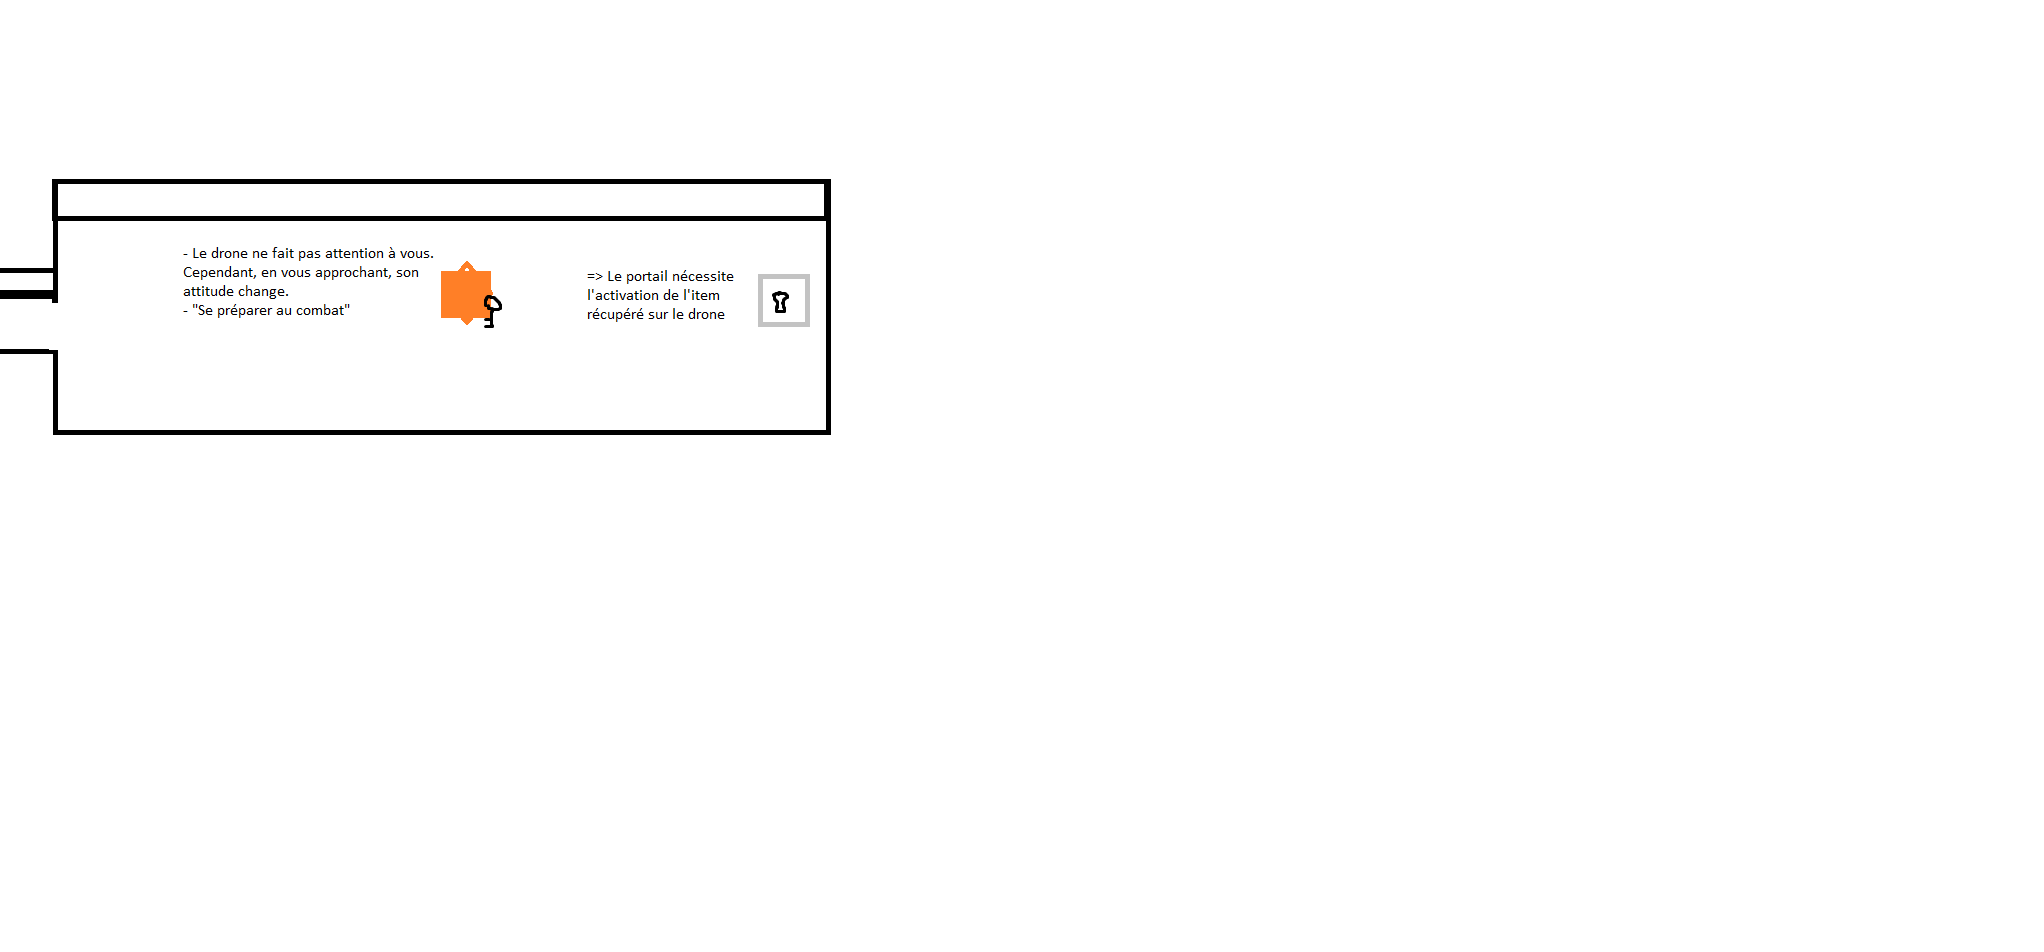 - Le drone ne fait pas attention à vous.
Cependant, en vous approchant, son
attitude change.
- "Se préparer au combat"
=> Le portail nécessite
l'activation de l'item
récupéré sur le drone